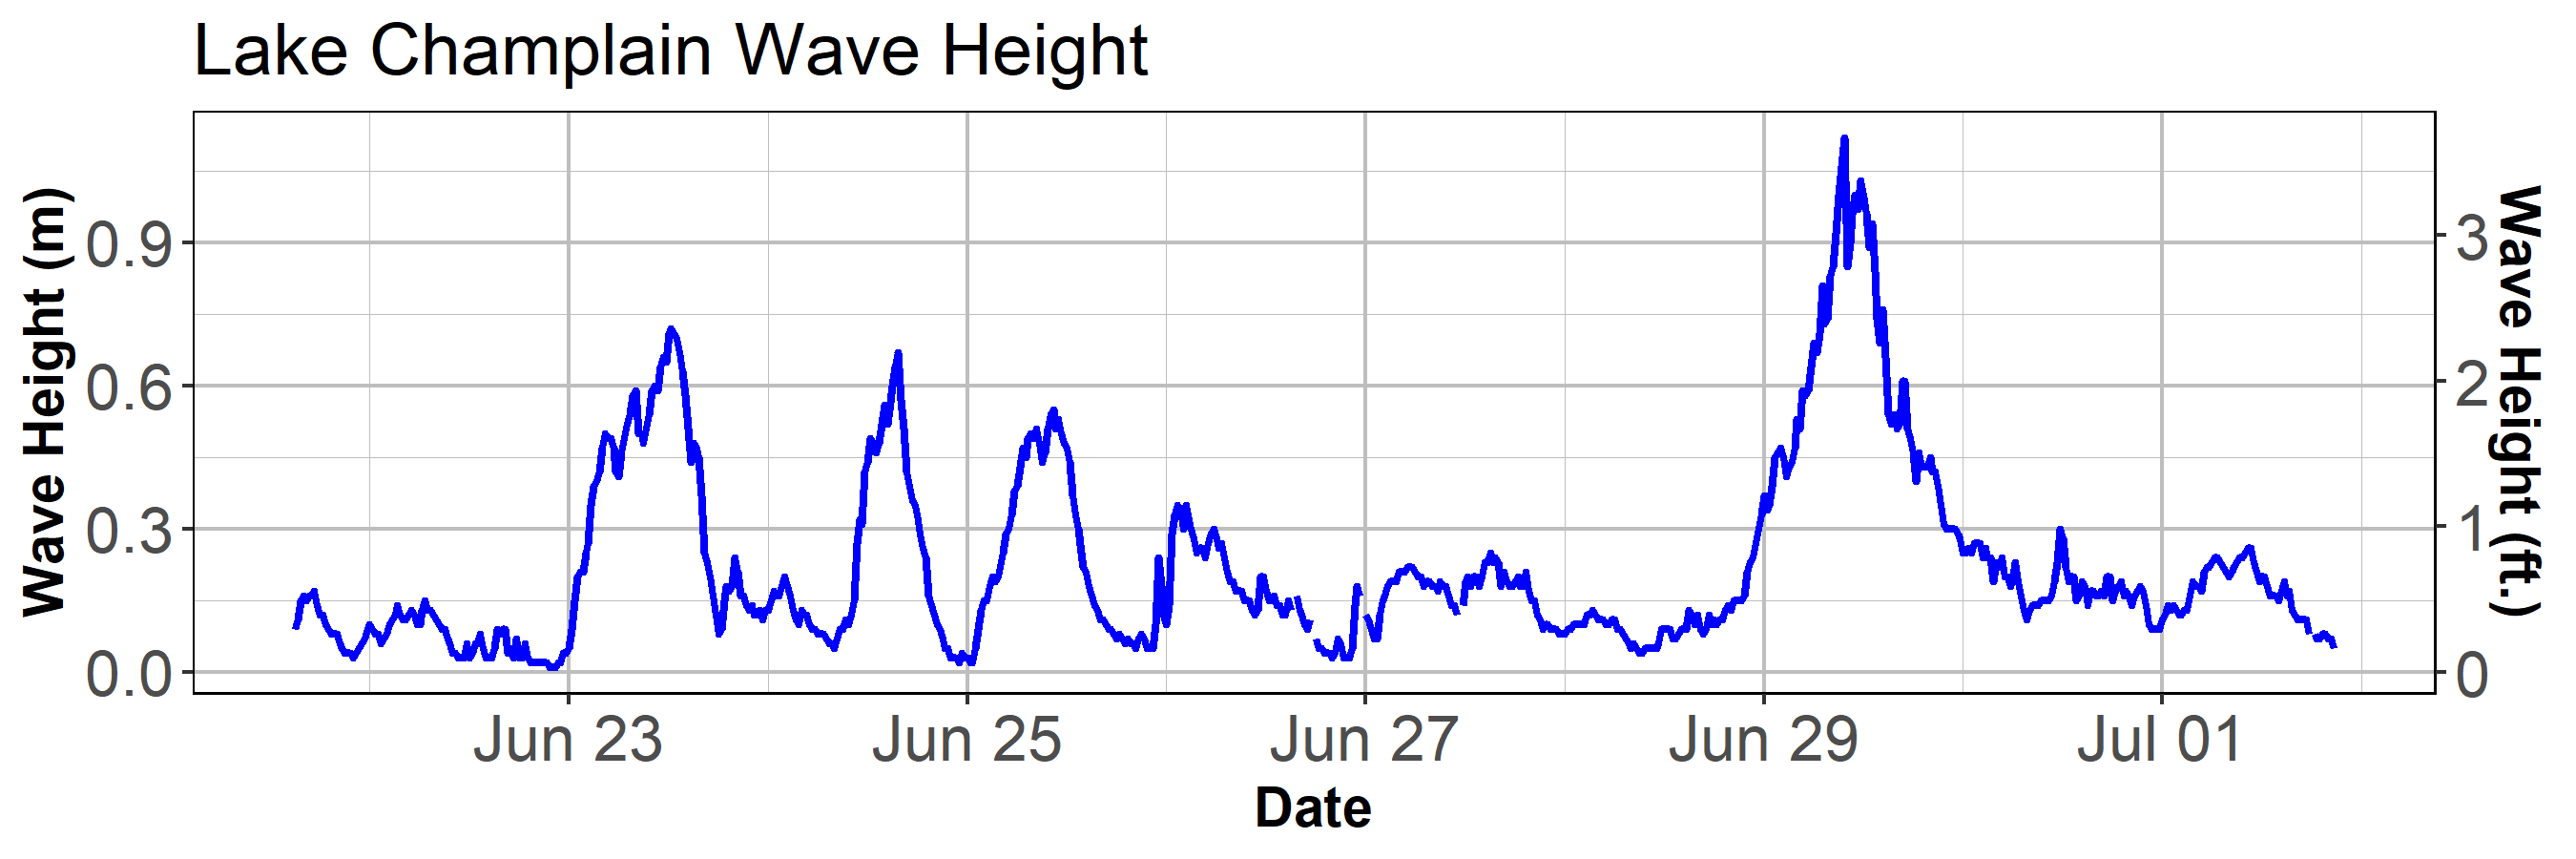 Lake Champlain Wave Height
Wave Height (m)
0.9
0.6
0.3
0.0
3
2
1
0
Wave Height (ft.)
Jun 23
Jun 25
Jun 27
Jun 29
Jul 01
Date